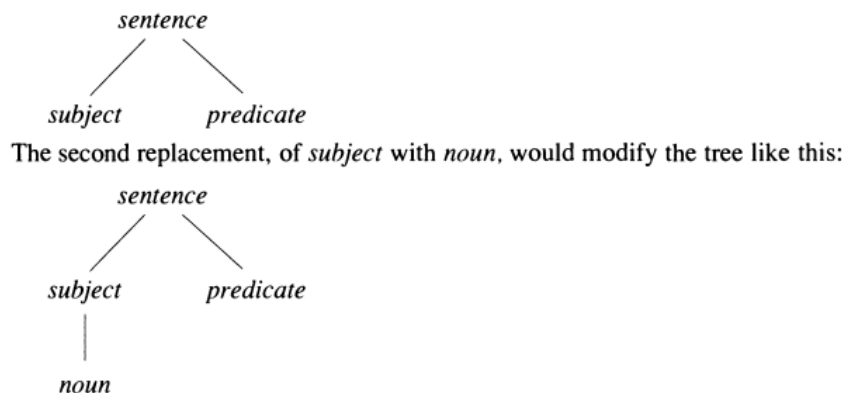 sentence
subject predicate
The second replacement, of subject with noun, would modify the tree like this:
sentence
subject predicate
noun